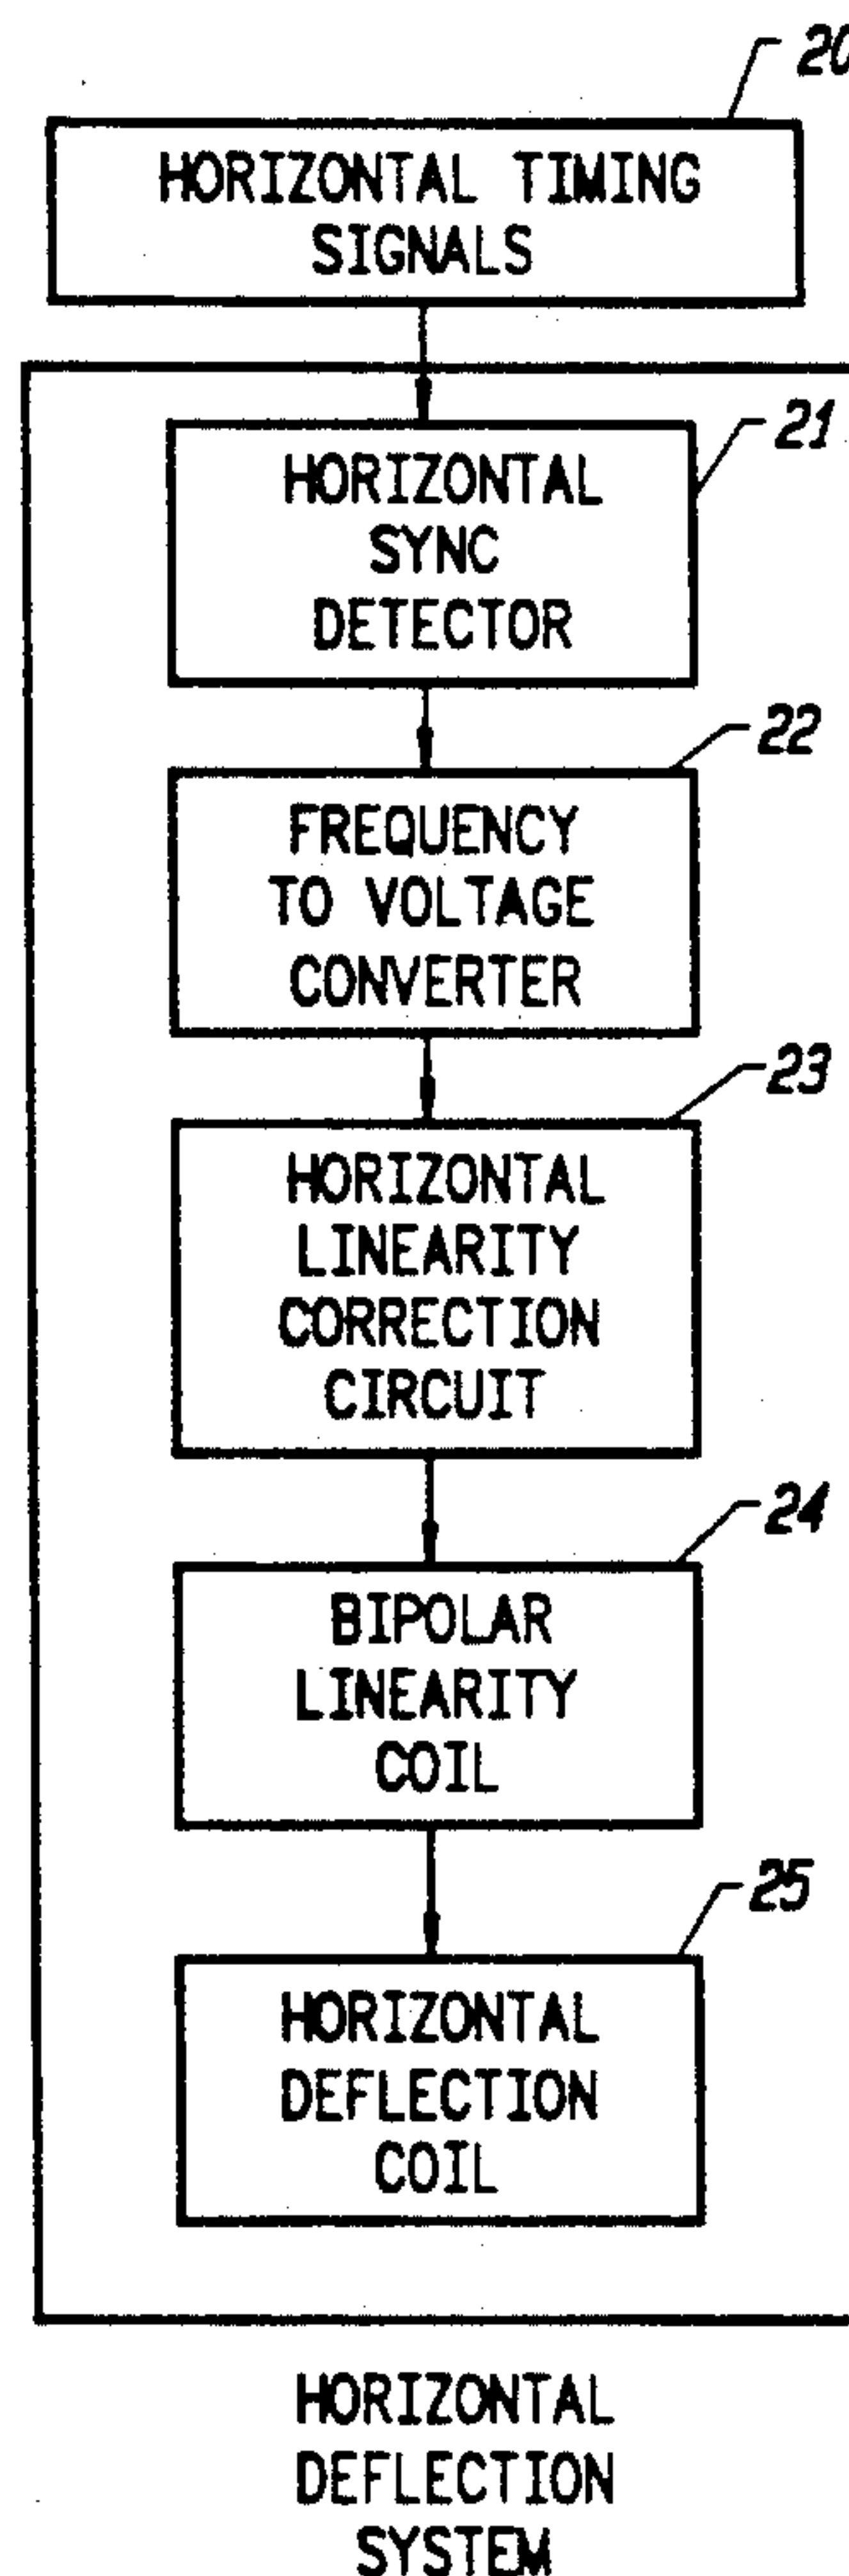 20
HORIZONTAL TIMING
SIGNALS
21
HORIZONTAL
SYNC
DETECTOR
22
FREQUENCY
TO VOLTAGE
CONVERTER
23
HORIZONTAL
LINEARITY
CORRECTION
CIRCUIT
24
BIPOLAR
LINEARITY
COIL
25
HORIZONTAL
DEFLECTION
COIL
HORIZONTAL
DEFLECTION
SYSTEM